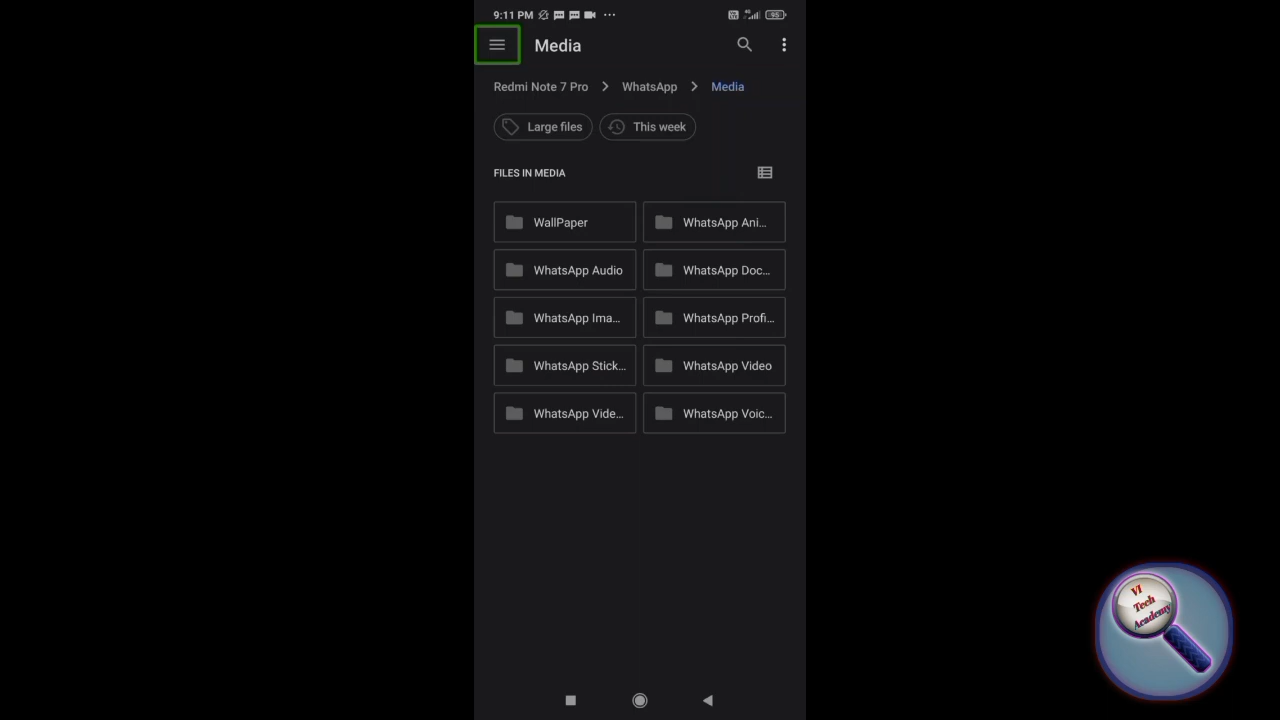 9:11 PM
95
Media
Redmi Note 7 Pro > WhatsApp > Media
Large files
This week
FILES IN MEDIA
WallPaper
WhatsApp Ani...
WhatsApp Audio
WhatsApp Doc...
WhatsApp Ima...
WhatsApp Profi...
WhatsApp Stick...
WhatsApp Video
WhatsApp Vide...
WhatsApp Voic...
VI
Tech
Academy